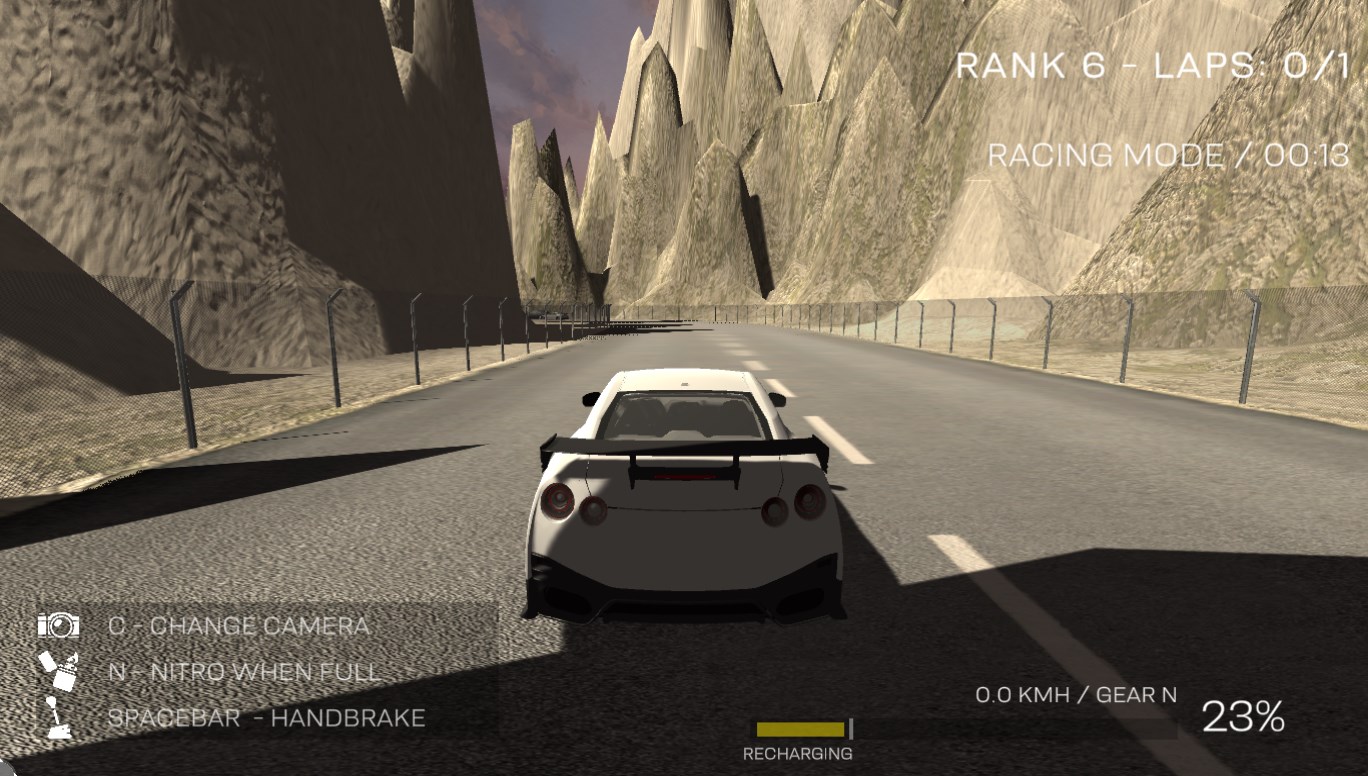 RANK 6 - LAPS: 0/1
RACING MODE / 00:13
C - CHANGE CAMERA
N - NITRO WHEN FULL
SPACEBAR - HANDBRAKE
0.0 KMH / GEAR N
23%
RECHARGING